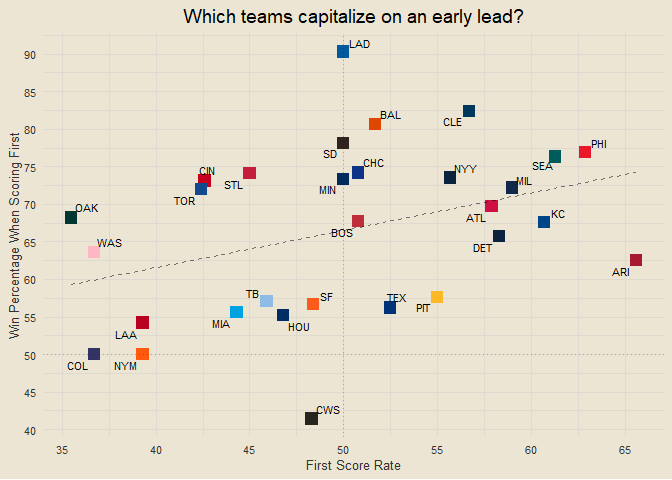 Which teams capitalize on an early lead?
Win Percentage When Scoring First
90
85
80
75
70
65
60
55
50
45
40
LAD
BAL
CLE
SD
CHC
PHI
SEA
CIN
STL
NYY
MIN
MIL
TOR
OAK
ATL
KC
BOS
WAS
DET
ARI
TB
SF
TEX
PIT
MIA
HOU
LAA
COL
NYM
CWS
35
40
45
50
55
60
65
First Score Rate